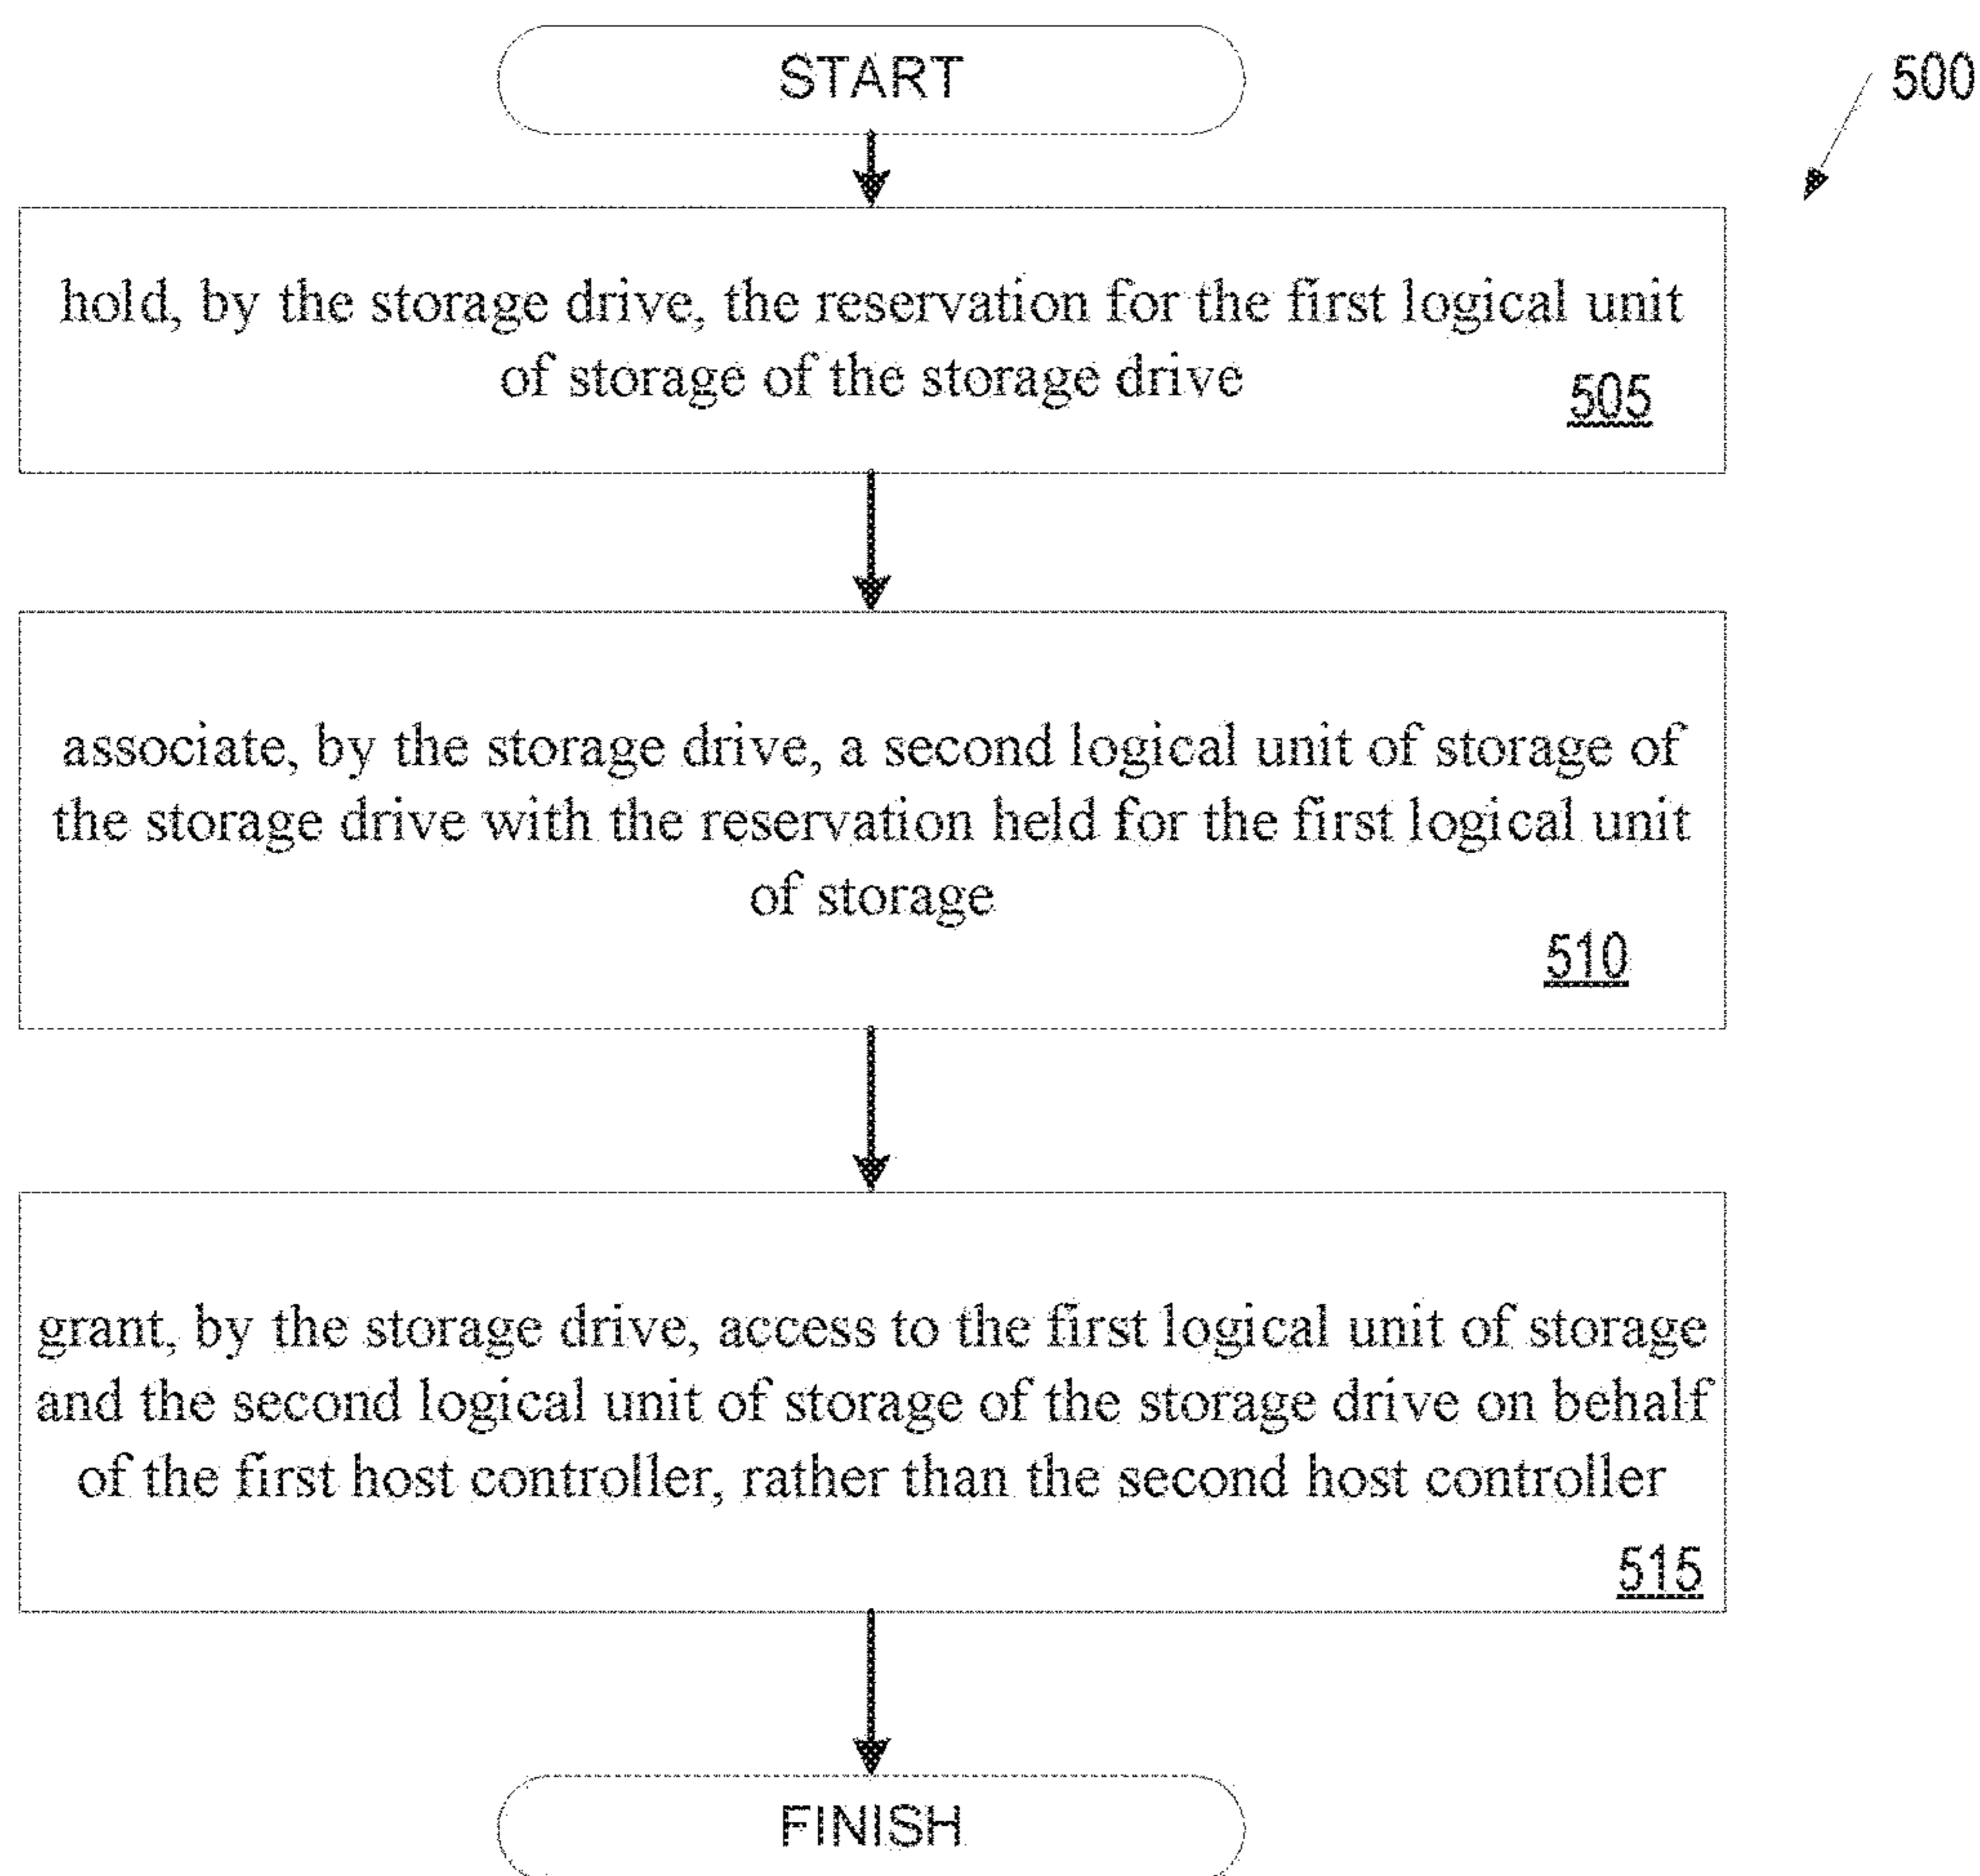 START
500
hold, by the storage drive, the reservation for the first logical unit
of storage of the storage drive
505
associate, by the storage drive, a second logical unit of storage of
the storage drive with the reservation held for the first logical unit
of storage
510
grant, by the storage drive, access to the first logical unit of storage
and the second logical unit of storage of the storage drive on behalf
of the first host controller, rather than the second host controller
515
FINISH